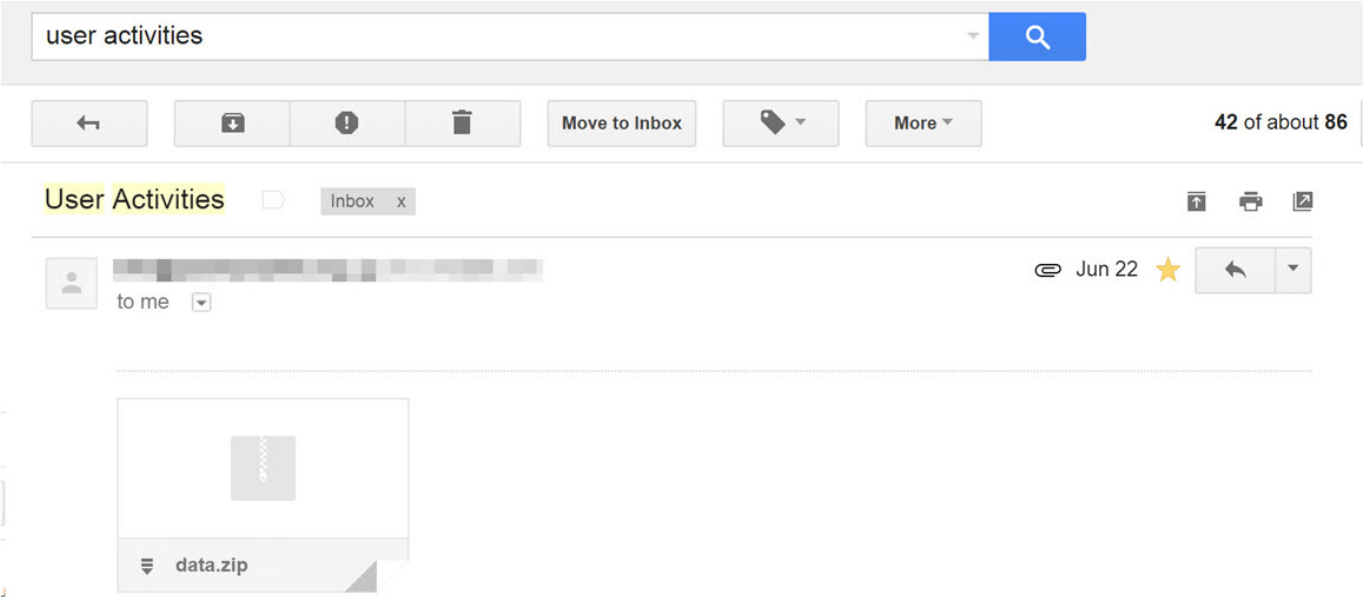 user activities
Move to Inbox More 42 of about 86
User Activities Inbox x
Jun 22
to me
data.zip